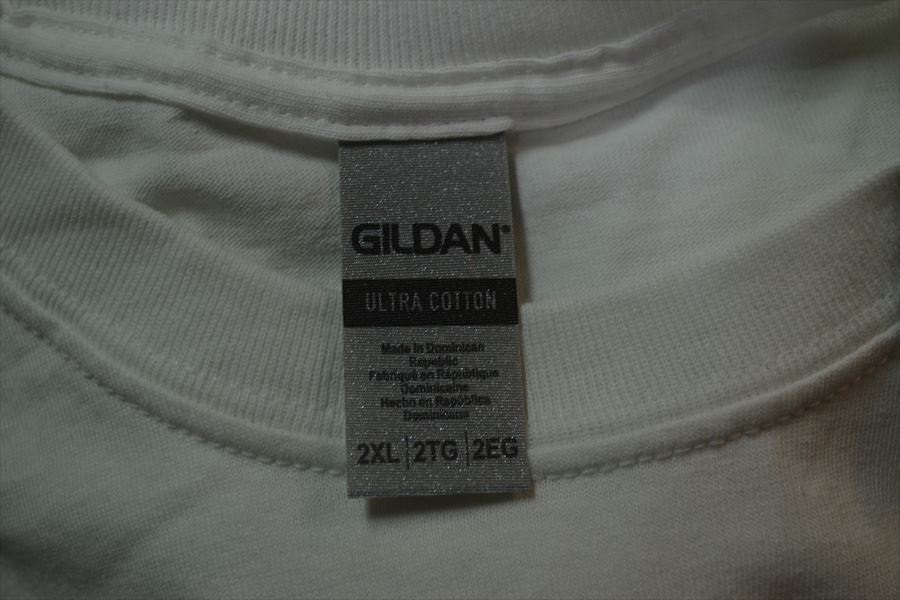 GILDAN®
ULTRA COTTON
Made in Dominican
Republic
Fabriqué en République
Dominicaine
Hecho en República
Dominicana
2XL | 2TG | 2EG